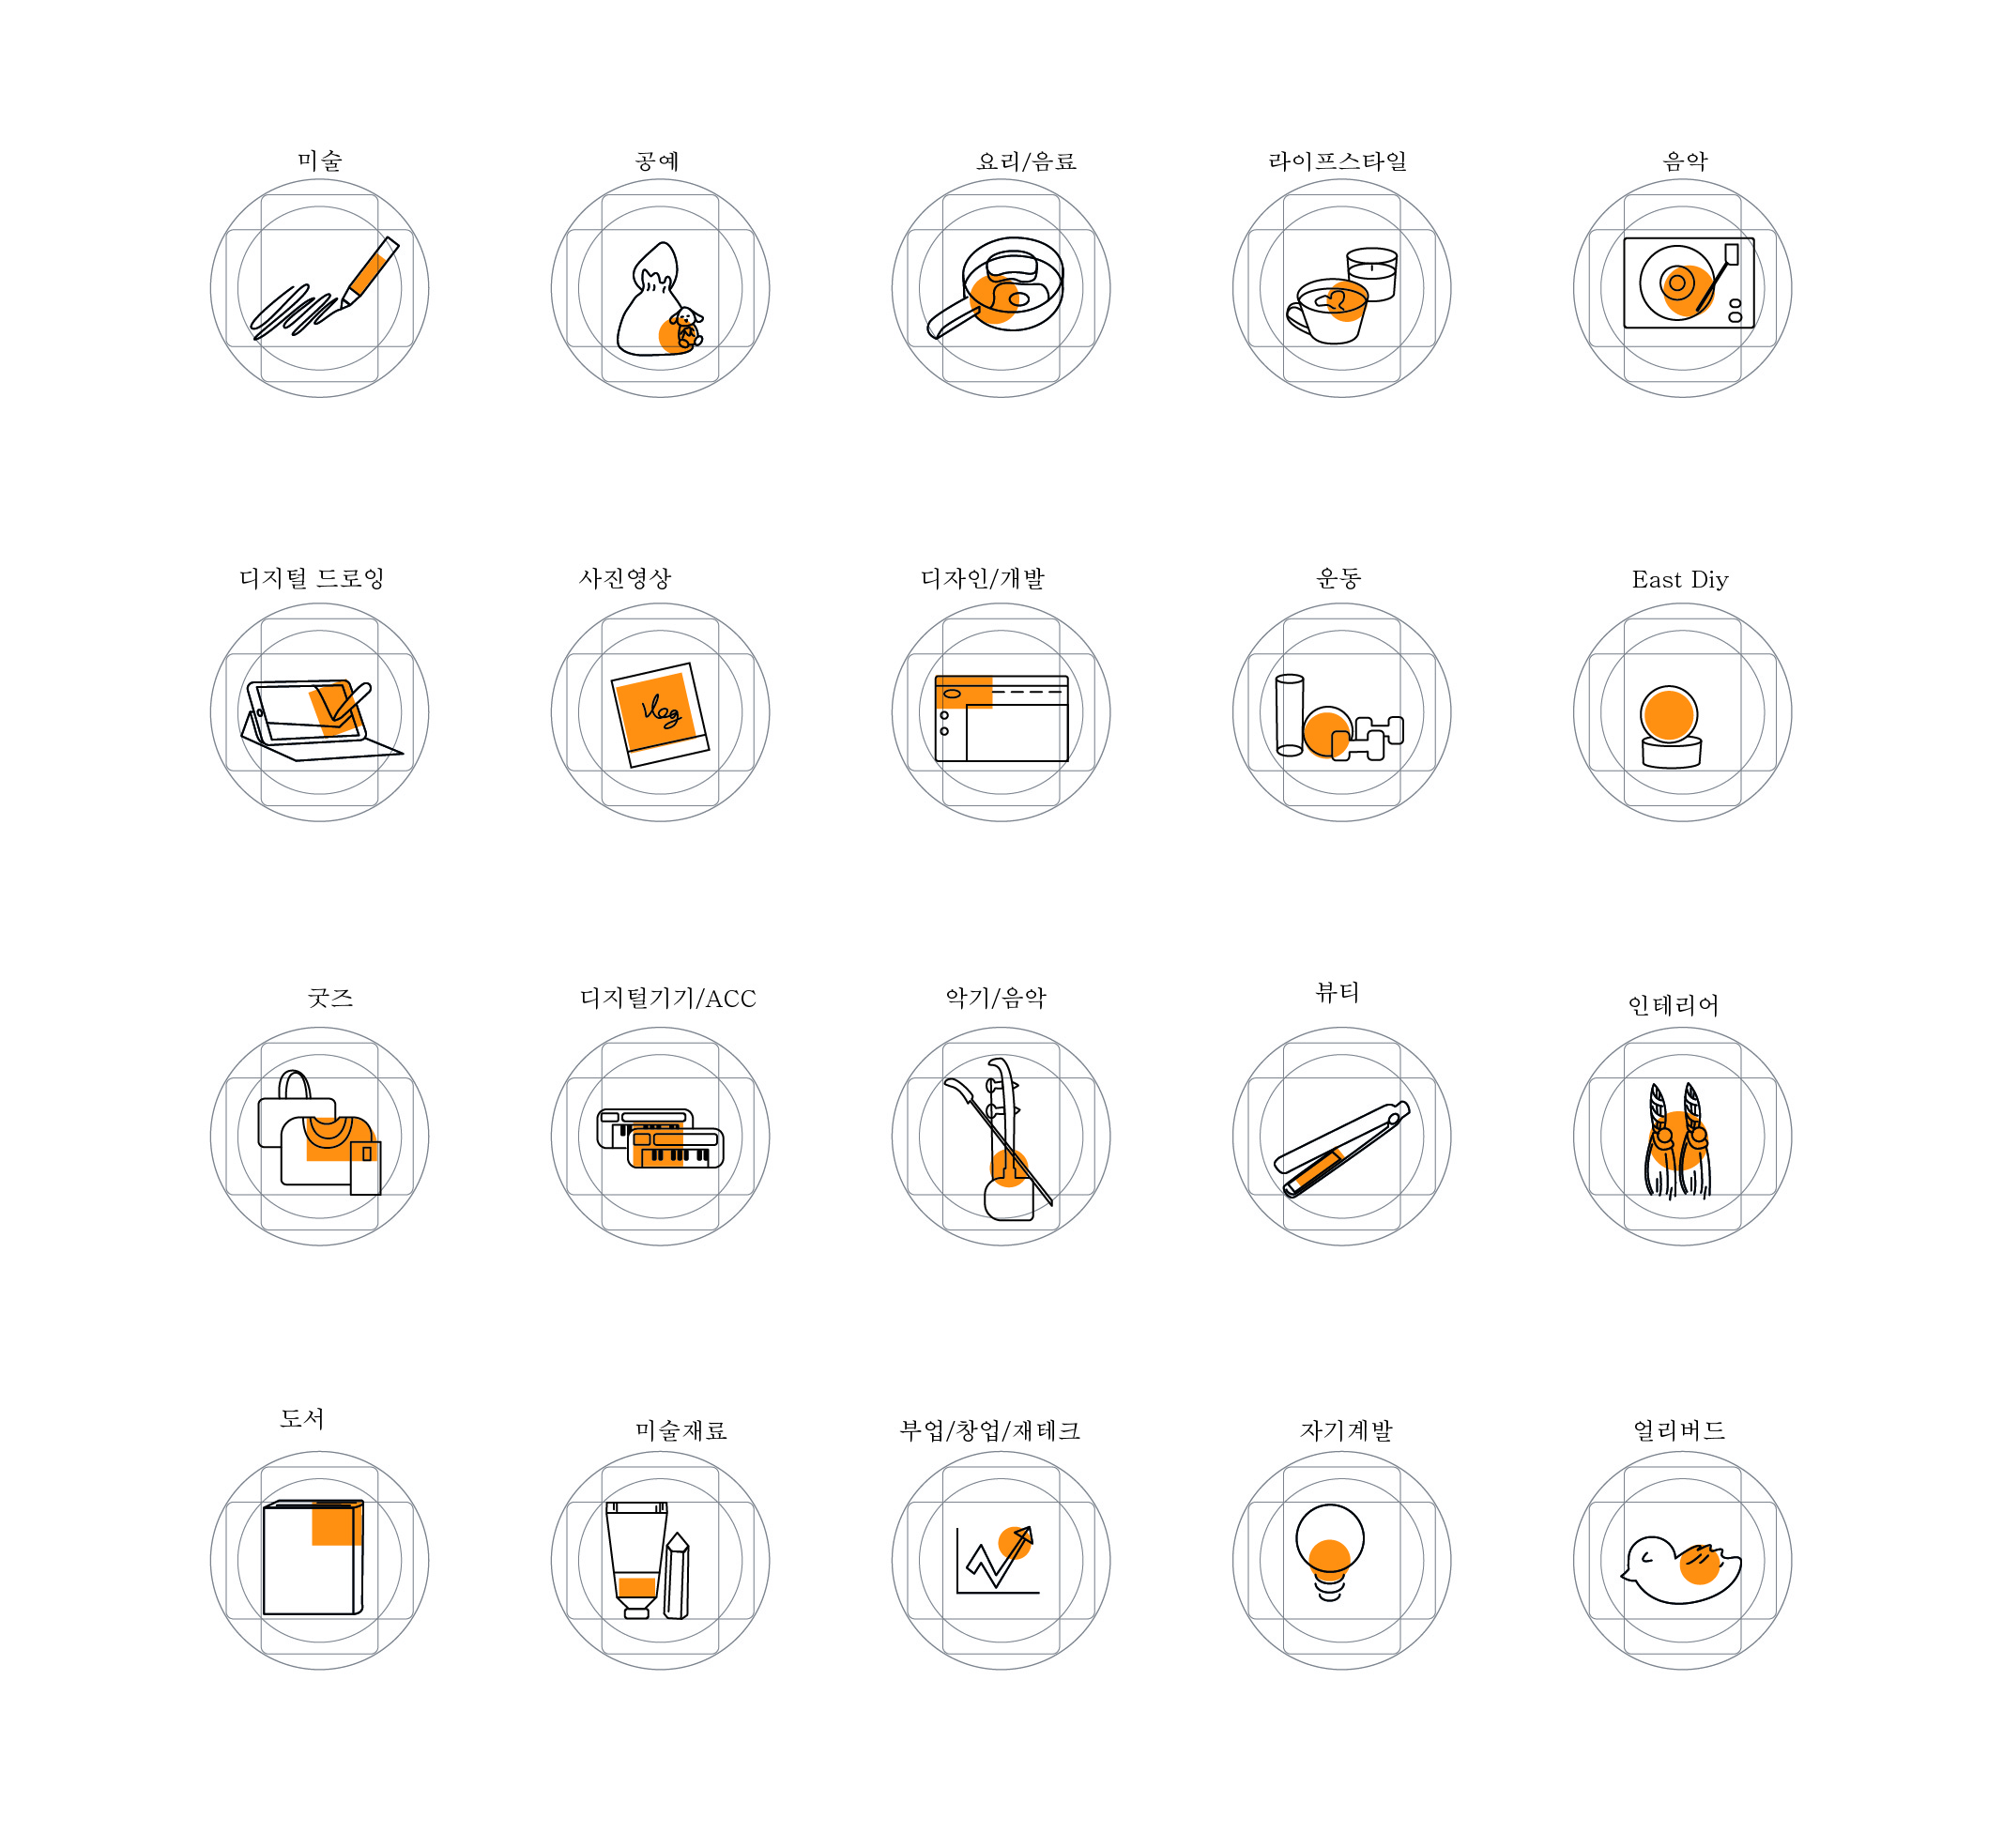 미술
공예
요리/음료
라이프스타일
음악
디지털 드로잉
사진영상
디자인/개발
운동
East Diy
Vlog
굿즈
디지털기기/ACC
악기/음악
뷰티
인테리어
도서
미술재료
부업/창업/재테크
자기계발
얼리버드